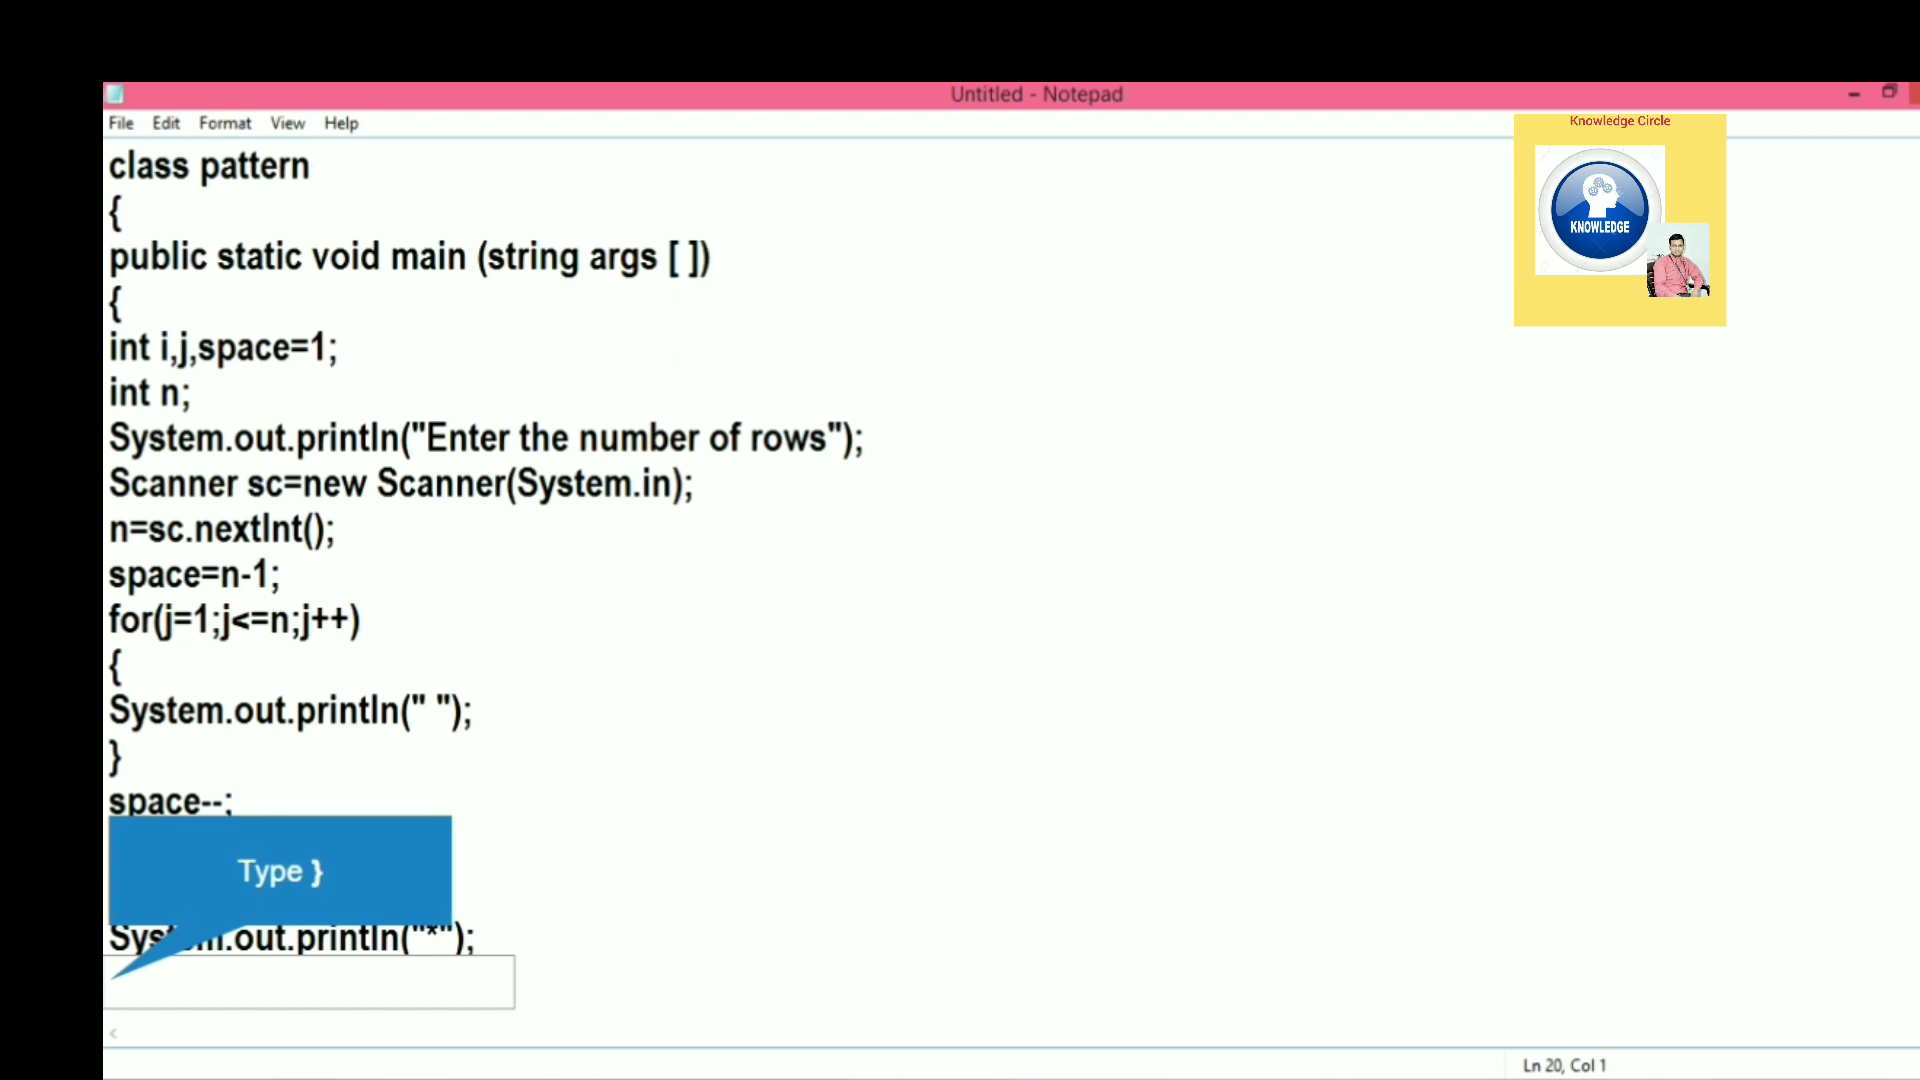 Untitled - Notepad
File Edit Format View Help
Knowledge Circle
KNOWLEDGE
class pattern
{
public static void main (string args [ ])
{
int i,j,space=1;
int n;
System.out.println("Enter the number of rows");
Scanner sc=new Scanner(System.in);
n=sc.nextInt();
space=n-1;
for(j=1;j<=n;j++)
{
System.out.println(" ");
}
space--;
Type }
System.out.println("*");
Ln 20, Col 1